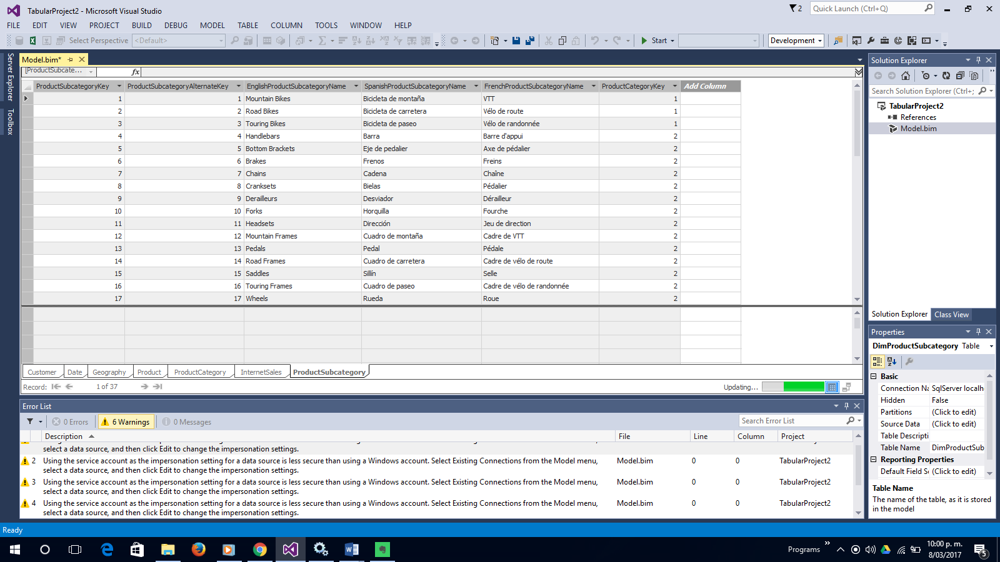 TabularProject2 - Microsoft Visual Studio
2
Quick Launch (Ctrl+Q)
FILE EDIT VIEW PROJECT BUILD DEBUG MODEL TABLE COLUMN TOOLS WINDOW HELP
Select Perspective <Default> Start Development
Server Explorer
Toolbox
Model.bim*
[ProductSubcate... fx
ProductSubcategoryKey ProductSubcategoryAlternateKey EnglishProductSubcategoryName SpanishProductSubcategoryName FrenchProductSubcategoryName ProductCategoryKey Add Column
1 1 Mountain Bikes Bicicleta de montaña VTT 1
2 2 Road Bikes Bicicleta de carretera Vélo de route 1
3 3 Touring Bikes Bicicleta de paseo Vélo de randonnée 1
4 4 Handlebars Barra Barre d'appui 2
5 5 Bottom Brackets Eje de pedalier Axe de pédalier 2
6 6 Brakes Frenos Freins 2
7 7 Chains Cadena Chaîne 2
8 8 Cranksets Bielas Pédalier 2
9 9 Derailleurs Desviador Dérailleur 2
10 10 Forks Horquilla Fourche 2
11 11 Headsets Dirección Jeu de direction 2
12 12 Mountain Frames Cuadro de montaña Cadre de VTT 2
13 13 Pedals Pedal Pédale 2
14 14 Road Frames Cuadro de carretera Cadre de vélo de route 2
15 15 Saddles Sillín Selle 2
16 16 Touring Frames Cuadro de paseo Cadre de vélo de randonnée 2
17 17 Wheels Rueda Roue 2
Customer Date Geography Product ProductCategory InternetSales ProductSubcategory
Record: 1 of 37 Updating...
Error List
0 Errors 6 Warnings 0 Messages Search Error List
Description File Line Column Project
select a data source, and then click Edit to change the impersonation settings.
2 Using the service account as the impersonation setting for a data source is less secure than using a Windows account. Select Existing Connections from the Model menu, Model.bim 0 0 TabularProject2
select a data source, and then click Edit to change the impersonation settings.
3 Using the service account as the impersonation setting for a data source is less secure than using a Windows account. Select Existing Connections from the Model menu, Model.bim 0 0 TabularProject2
select a data source, and then click Edit to change the impersonation settings.
4 Using the service account as the impersonation setting for a data source is less secure than using a Windows account. Select Existing Connections from the Model menu, Model.bim 0 0 TabularProject2
select a data source, and then click Edit to change the impersonation settings.
Solution Explorer
Search Solution Explorer (Ctrl+;
TabularProject2
References
Model.bim
Solution Explorer Class View
Properties
DimProductSubcategory Table
Basic
Connection Na SqlServer localh
Hidden False
Partitions (Click to edit)
Source Data (Click to edit)
Table Descripti
Table Name DimProductSub
Reporting Properties
Default Field S (Click to edit)
Table Name
The name of the table, as it is stored
in the model
Ready
Programs
10:00 p. m.
8/03/2017
5